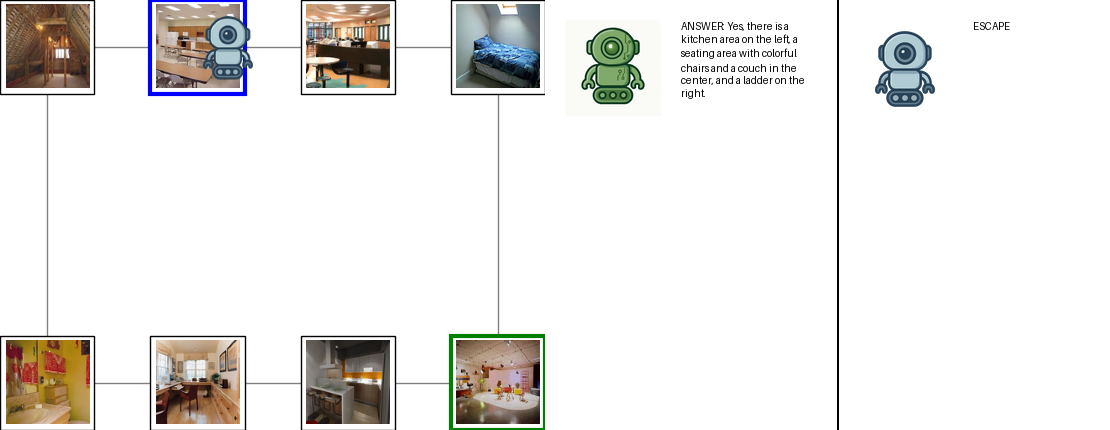 ANSWER: Yes, there is a
kitchen area on the left, a
seating area with colorful
chairs and a couch in the
center, and a ladder on the
right.
ESCAPE